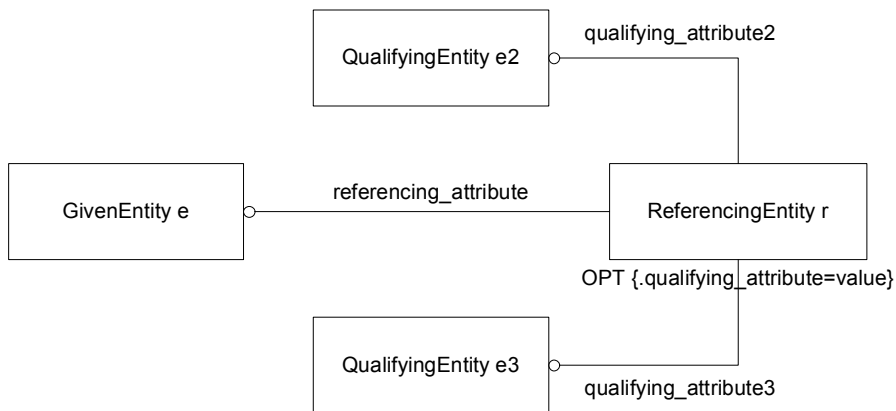 qualifying_attribute2
QualifyingEntity e2
referencing_attribute
GivenEntity e
ReferencingEntity r
OPT {.qualifying_attribute=value}
QualifyingEntity e3
qualifying_attribute3